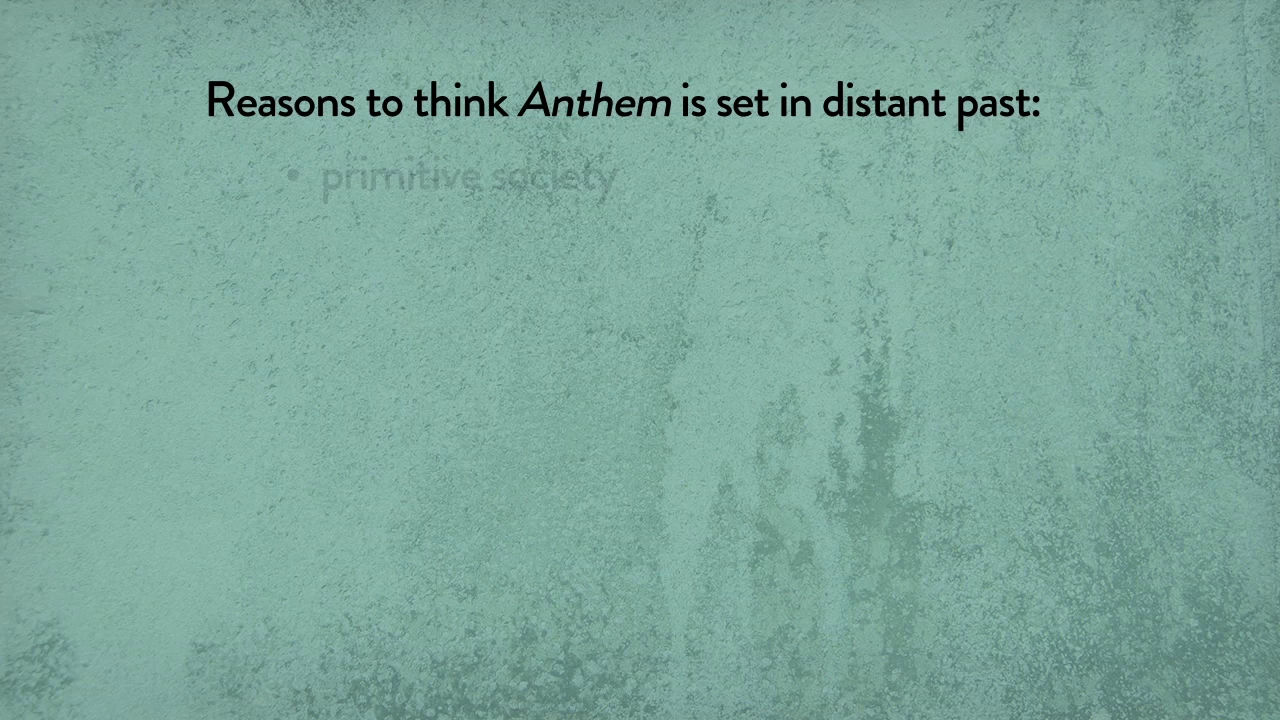 Reasons to think Anthem is set in distant past:
• primitive society